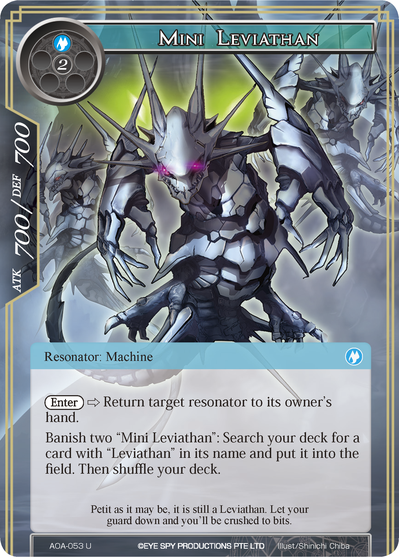 Mini Leviathan
2
ATK 700/DEF 700
Resonator: Machine
Enter ⇨ Return target resonator to its owner's
hand.
Banish two “Mini Leviathan”: Search your deck for a
card with “Leviathan” in its name and put it into the
field. Then shuffle your deck.
Petit as it may be, it is still a Leviathan. Let your
guard down and you'll be crushed to bits.
AOA-053 U
©EYE SPY PRODUCTIONS PTE LTD
Illust/Shinichi Chiba